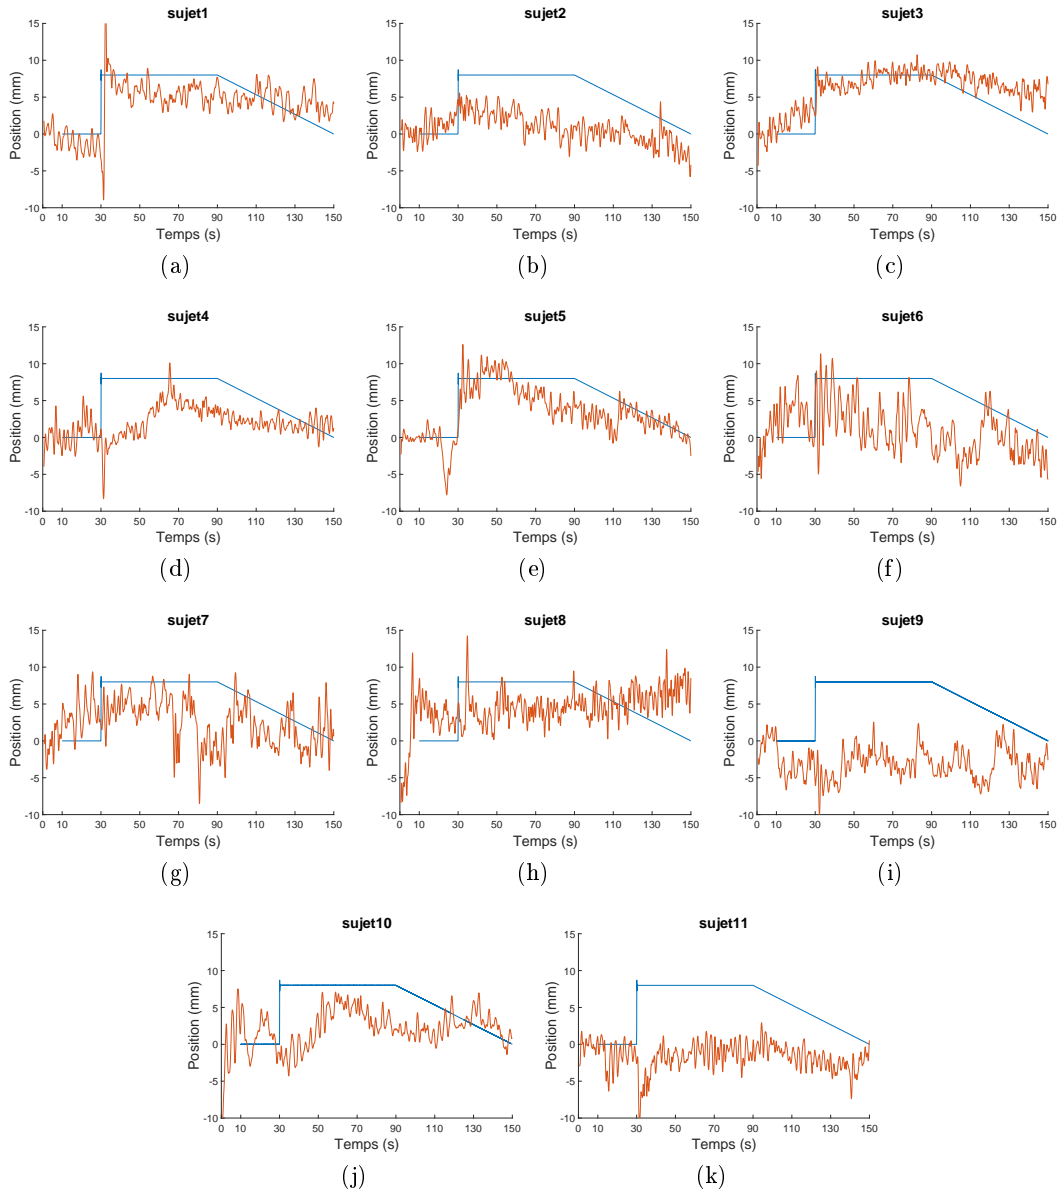 sujet1 sujet2 sujet3
15 15 15
10 10 10
5 5 5
0 0 0
-5 -5 -5
-10 -10 -10
Position (mm) Position (mm) Position (mm)
0 10 30 50 70 90 110 130 150 0 10 30 50 70 90 110 130 150 0 10 30 50 70 90 110 130 150
Temps (s) Temps (s) Temps (s)
(a) (b) (c)
sujet4 sujet5 sujet6
15 15 15
10 10 10
5 5 5
0 0 0
-5 -5 -5
-10 -10 -10
Position (mm) Position (mm) Position (mm)
0 10 30 50 70 90 110 130 150 0 10 30 50 70 90 110 130 150 0 10 30 50 70 90 110 130 150
Temps (s) Temps (s) Temps (s)
(d) (e) (f)
sujet7 sujet8 sujet9
15 15 15
10 10 10
5 5 5
0 0 0
-5 -5 -5
-10 -10 -10
Position (mm) Position (mm) Position (mm)
0 10 30 50 70 90 110 130 150 0 10 30 50 70 90 110 130 150 0 10 30 50 70 90 110 130 150
Temps (s) Temps (s) Temps (s)
(g) (h) (i)
sujet10 sujet11
15 15
10 10
5 5
0 0
-5 -5
-10 -10
Position (mm) Position (mm)
0 10 30 50 70 90 110 130 150 0 10 30 50 70 90 110 130 150
Temps (s) Temps (s)
(j) (k)